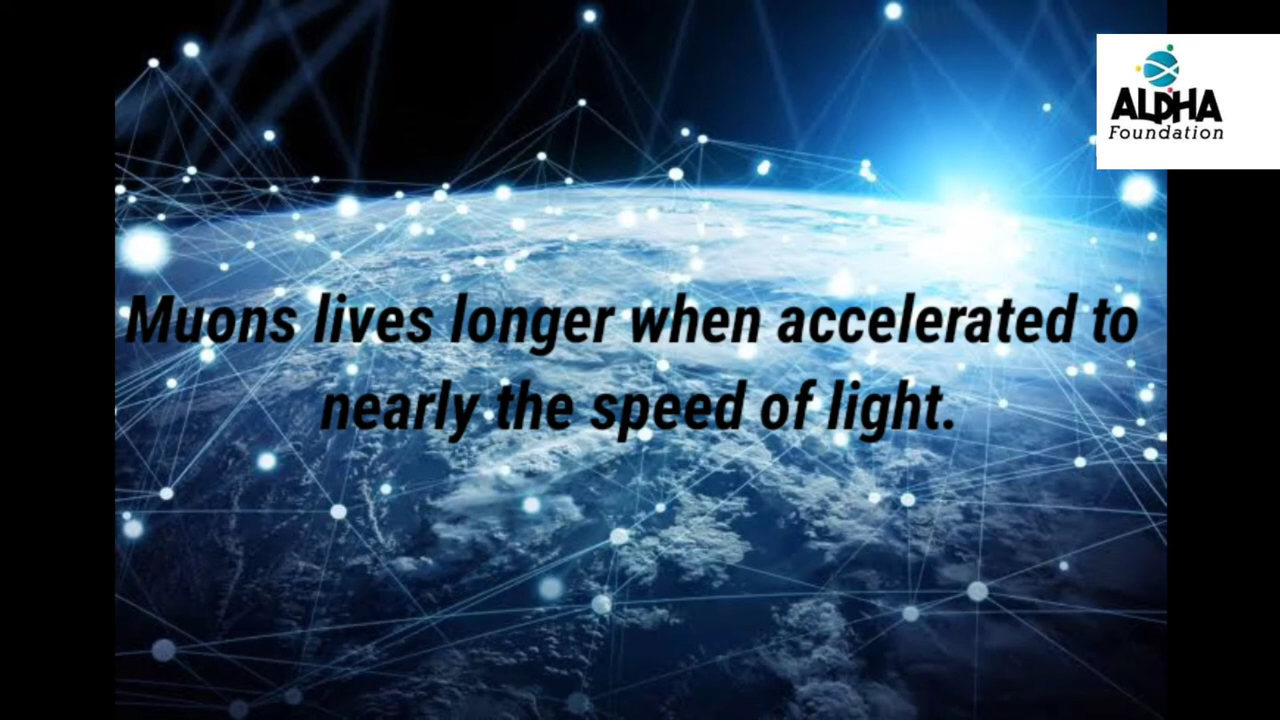 ALPHA
Foundation
Muons lives longer when accelerated to
nearly the speed of light.